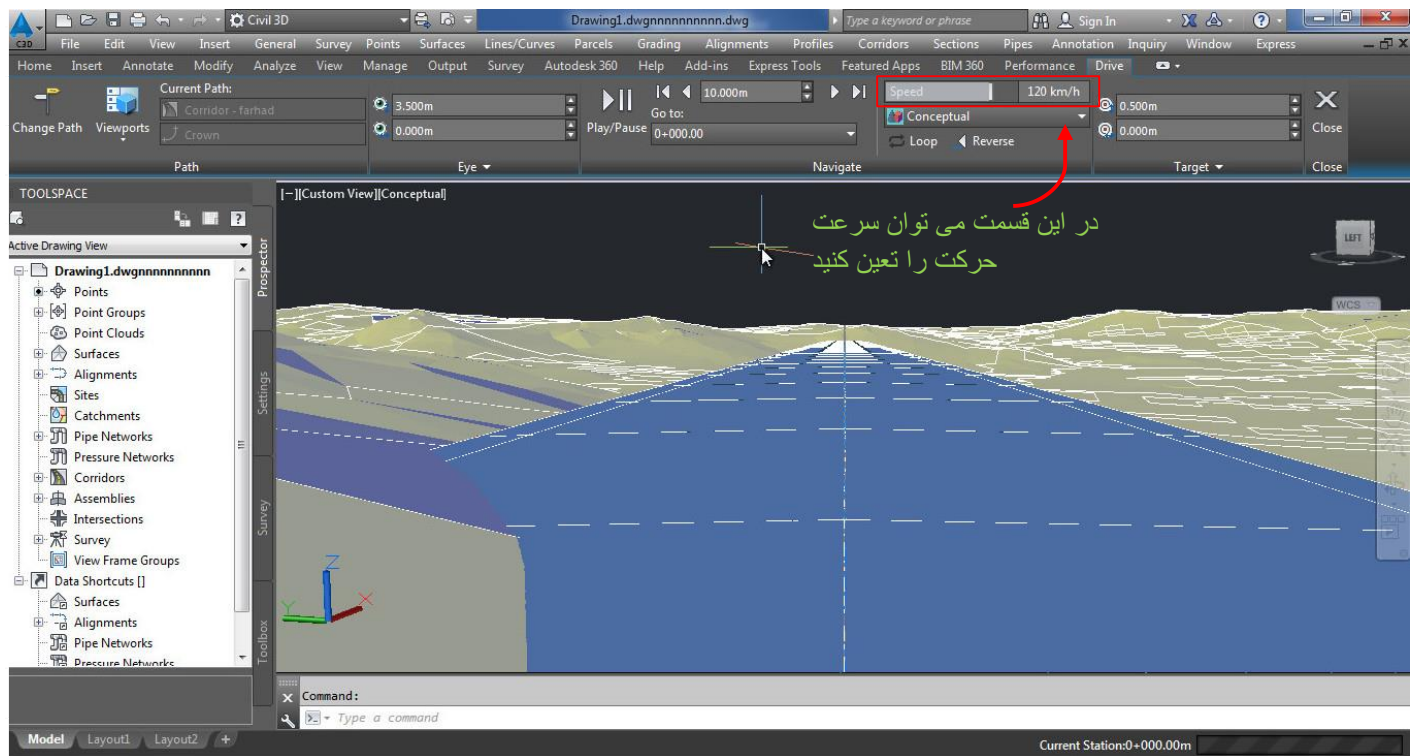 Civil 3D
Drawing1.dwgnnnnnnnnnn.dwg
Type a keyword or phrase
Sign In
C3D
File Edit View Insert General Survey Points Surfaces Lines/Curves Parcels Grading Alignments Profiles Corridors Sections Pipes Annotation Inquiry Window Express
Home Insert Annotate Modify Analyze View Manage Output Survey Autodesk 360 Help Add-ins Express Tools Featured Apps BIM 360 Performance Drive
Change Path
Viewports
Current Path:
Corridor - farhad
Crown
Path
3.500m
0.000m
Eye
Play/Pause
10.000m
Go to:
0+000.00
Speed 120 km/h
Conceptual
Loop Reverse
Navigate
0.500m
0.000m
Target
Close
Close
TOOLSPACE
Active Drawing View
Drawing1.dwgnnnnnnnnnn
Points
Point Groups
Point Clouds
Surfaces
Alignments
Sites
Catchments
Pipe Networks
Pressure Networks
Corridors
Assemblies
Intersections
Survey
View Frame Groups
Data Shortcuts []
Surfaces
Alignments
Pipe Networks
Pressure Networks
Prospector
Settings
Survey
Toolbox
[−][Custom View][Conceptual]
در این قسمت می توان سرعت
حرکت را تعین کنید
LEFT
WCS
Z
Y
X
Command:
Type a command
Model Layout1 Layout2 +
Current Station:0+000.00m